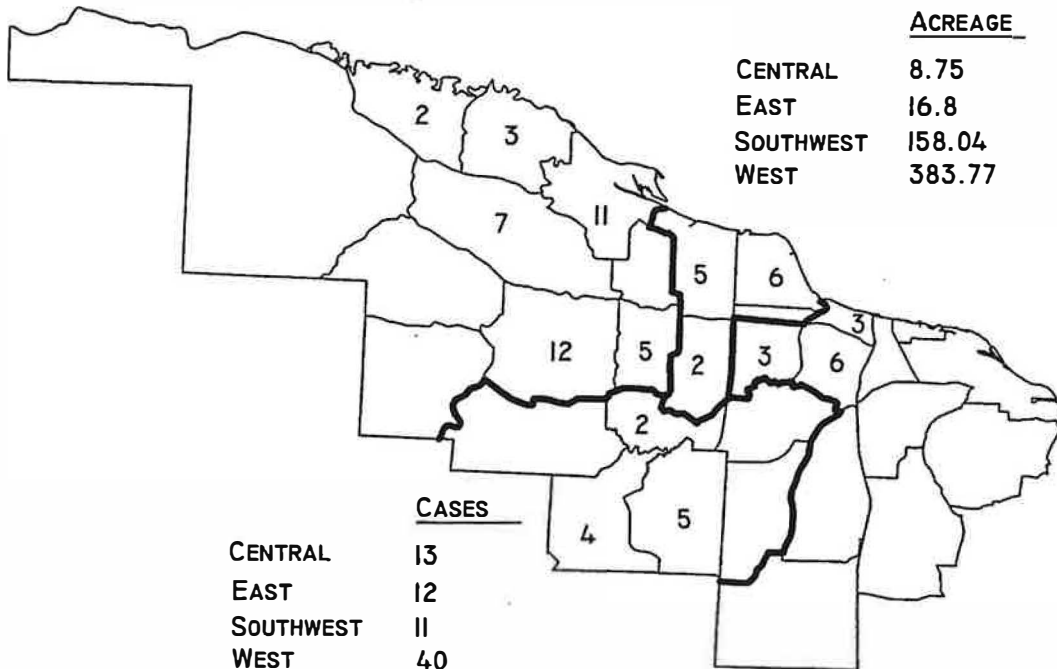 ACREAGE
CENTRAL 8.75
EAST 16.8
SOUTHWEST 158.04
WEST 383.77
2
3
11
7
5
6
3
12
5
2
3
6
2
4
5
CASES
CENTRAL 13
EAST 12
SOUTHWEST 11
WEST 40